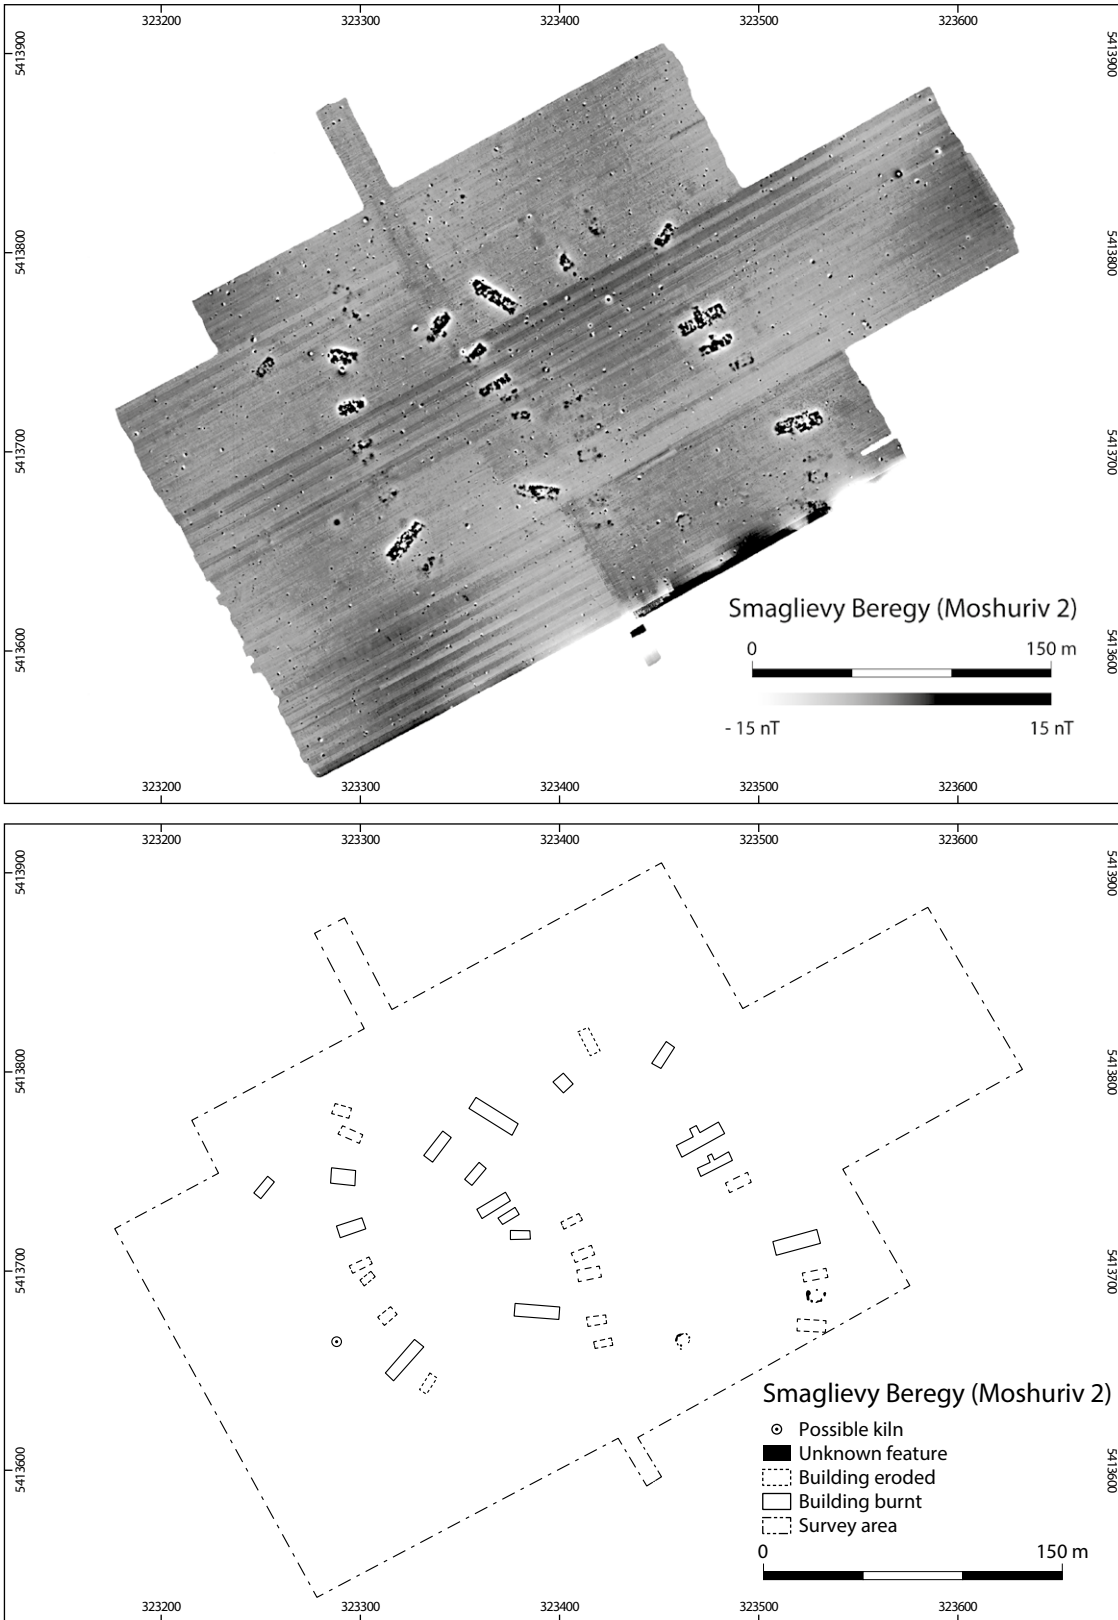 323200 323300 323400 323500 323600
5413900 5413900
5413800 5413800
5413700 5413700
5413600 5413600
Smaglievy Beregy (Moshuriv 2)
0 150 m
- 15 nT 15 nT
323200 323300 323400 323500 323600
323200 323300 323400 323500 323600
5413900 5413900
5413800 5413800
5413700 5413700
5413600 5413600
Smaglievy Beregy (Moshuriv 2)
Possible kiln
Unknown feature
Building eroded
Building burnt
Survey area
0 150 m
323200 323300 323400 323500 323600